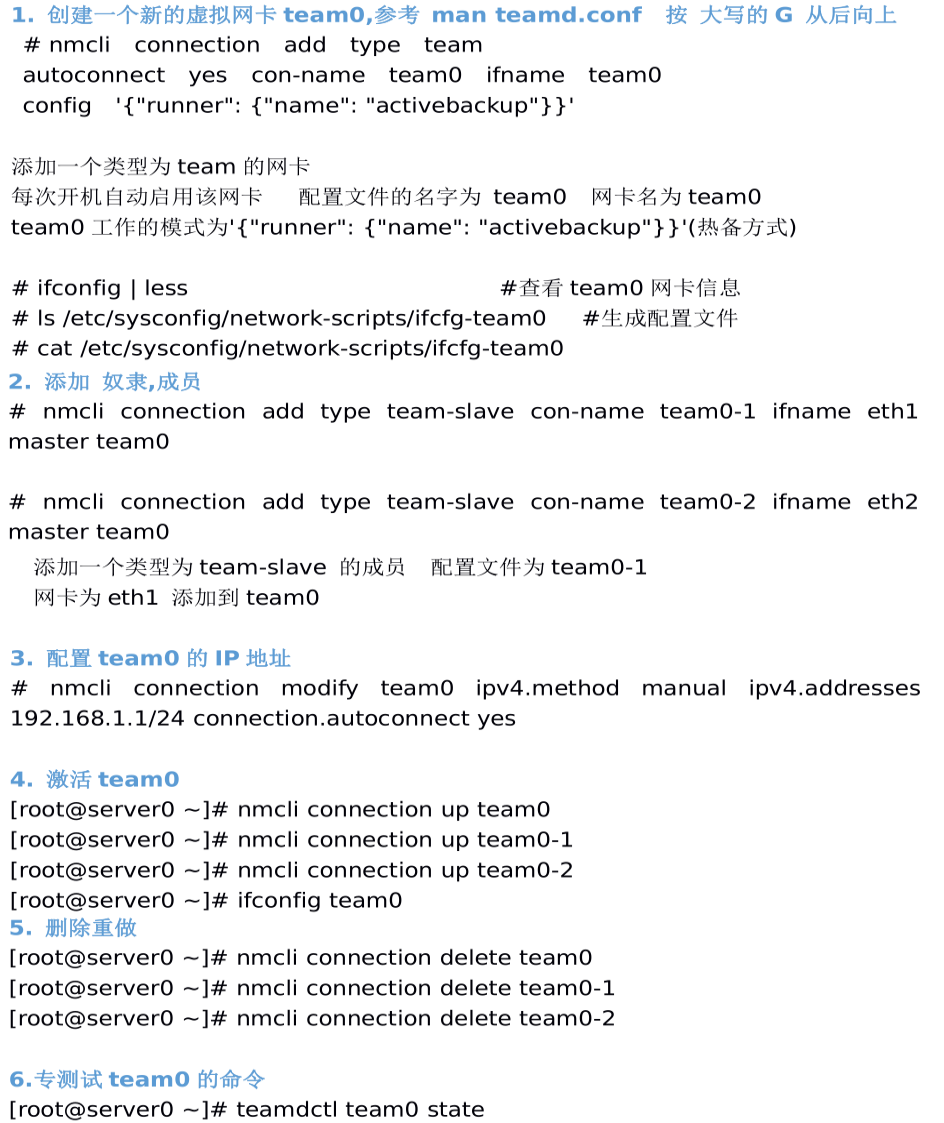 1. 创建一个新的虚拟网卡 team0,参考 man teamd.conf 按 大写的 G 从后向上
# nmcli connection add type team
autoconnect yes con-name team0 ifname team0
config '{"runner": {"name": "activebackup"}}'
添加一个类型为 team 的网卡
每次开机自动启用该网卡 配置文件的名字为 team0 网卡名为 team0
team0 工作的模式为'{"runner": {"name": "activebackup"}}'(热备方式)
# ifconfig | less #查看 team0 网卡信息
# ls /etc/sysconfig/network-scripts/ifcfg-team0 #生成配置文件
# cat /etc/sysconfig/network-scripts/ifcfg-team0
2. 添加 奴隶,成员
# nmcli connection add type team-slave con-name team0-1 ifname eth1
master team0
# nmcli connection add type team-slave con-name team0-2 ifname eth2
master team0
添加一个类型为 team-slave 的成员 配置文件为 team0-1
网卡为 eth1 添加到 team0
3. 配置 team0 的 IP 地址
# nmcli connection modify team0 ipv4.method manual ipv4.addresses
192.168.1.1/24 connection.autoconnect yes
4. 激活 team0
[root@server0 ~]# nmcli connection up team0
[root@server0 ~]# nmcli connection up team0-1
[root@server0 ~]# nmcli connection up team0-2
[root@server0 ~]# ifconfig team0
5. 删除重做
[root@server0 ~]# nmcli connection delete team0
[root@server0 ~]# nmcli connection delete team0-1
[root@server0 ~]# nmcli connection delete team0-2
6.专测试 team0 的命令
[root@server0 ~]# teamdctl team0 state